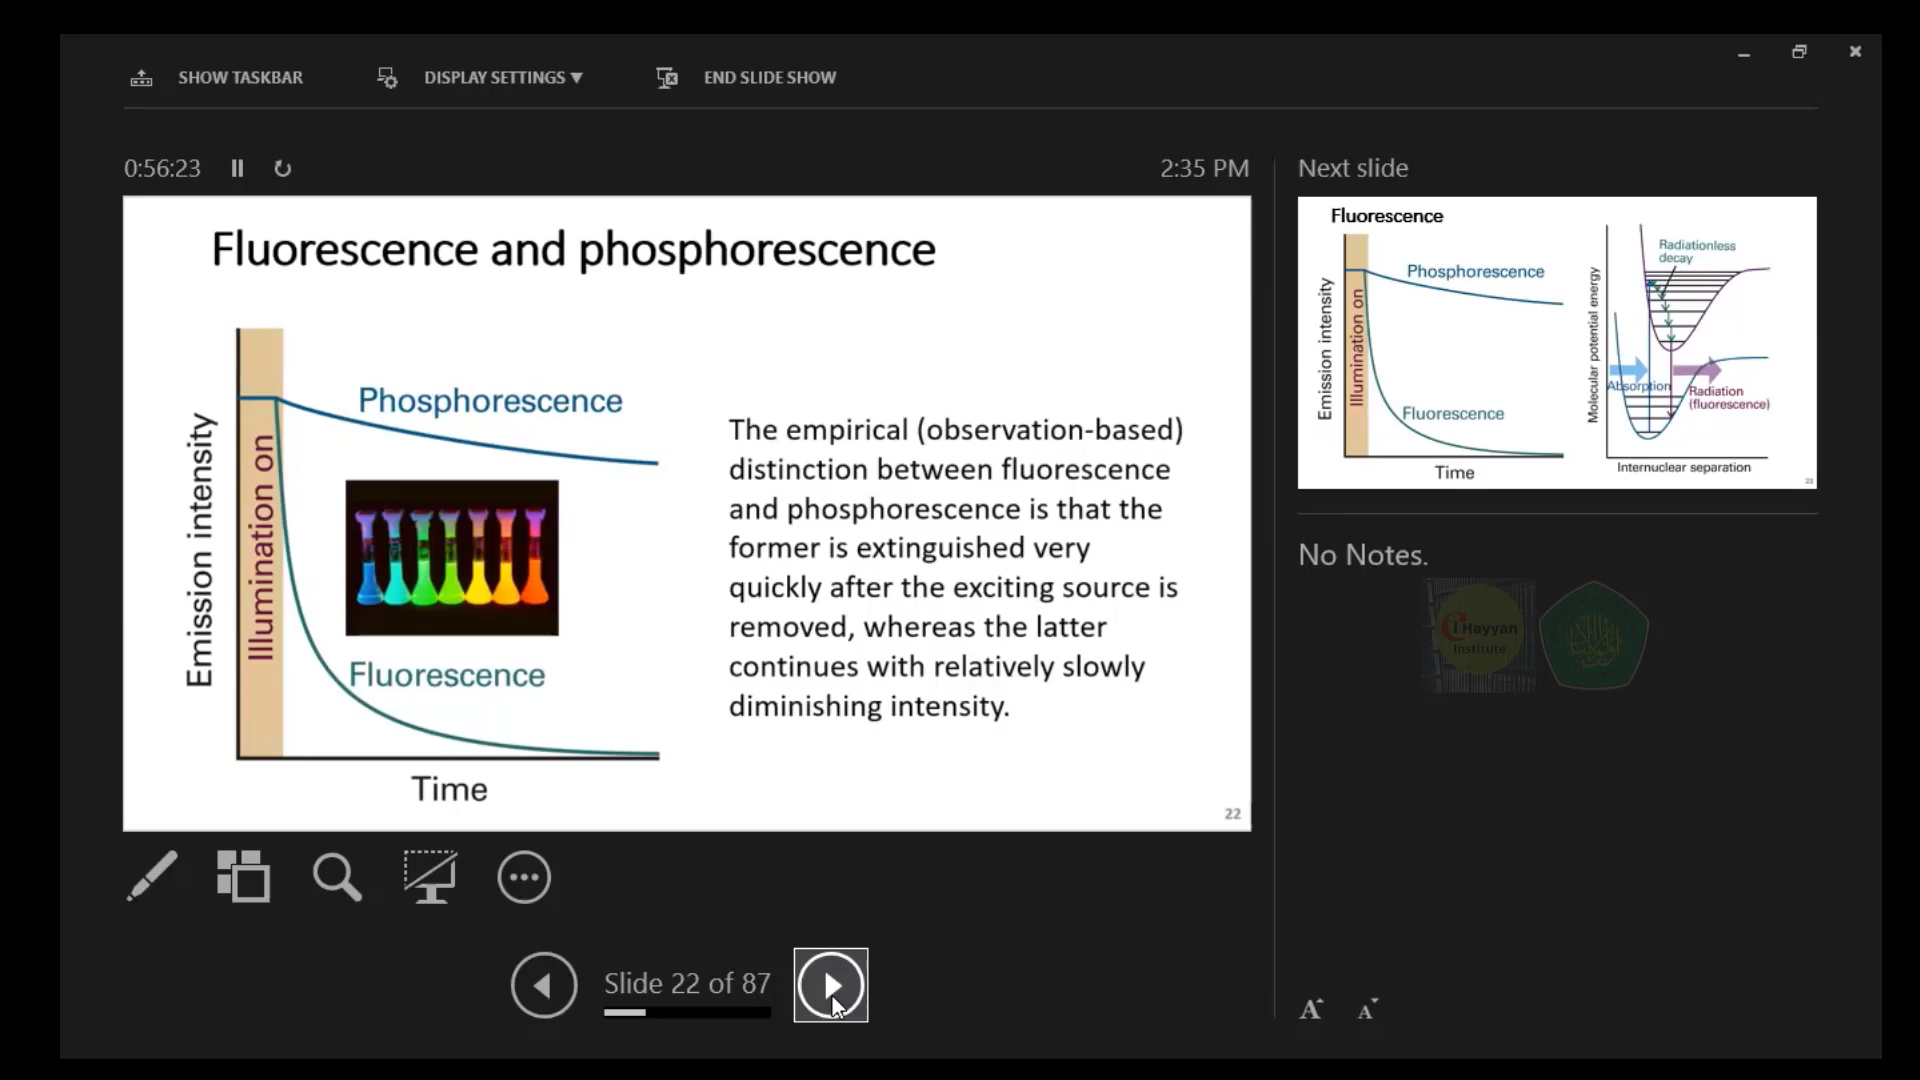 SHOW TASKBAR
DISPLAY SETTINGS ▼
END SLIDE SHOW
0:56:23
2:35 PM
Fluorescence and phosphorescence
Emission intensity
Illumination on
Phosphorescence
Fluorescence
Time
The empirical (observation-based)
distinction between fluorescence
and phosphorescence is that the
former is extinguished very
quickly after the exciting source is
removed, whereas the latter
continues with relatively slowly
diminishing intensity.
22
Slide 22 of 87
Next slide
Fluorescence
Emission intensity
Illumination on
Phosphorescence
Fluorescence
Time
Molecular potential energy
Radiationless
decay
Absorption
Radiation
(fluorescence)
Internuclear separation
23
No Notes.
Hayyan
Institute
A
A